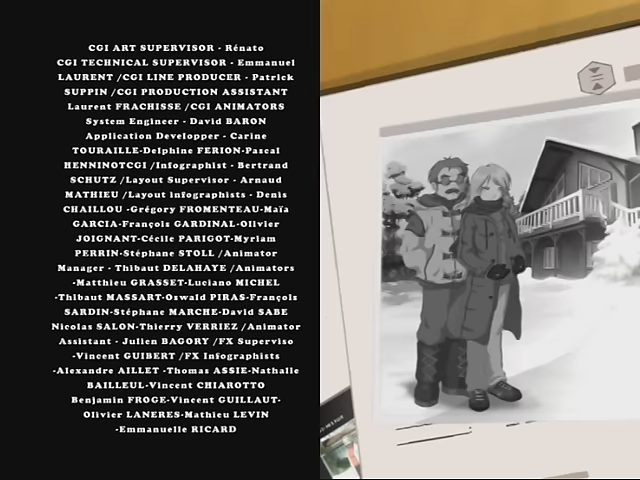 CGI ART SUPERVISOR - Rénato
CGI TECHNICAL SUPERVISOR - Emmanuel
LAURENT /CGI LINE PRODUCER - Patrick
SUPPIN /CGI PRODUCTION ASSISTANT
Laurent FRACHISSE /CGI ANIMATORS
System Engineer - David BARON
Application Developper - Carine
TOURAILLE-Delphine FERION-Pascal
HENNINOTCGI /Infographist - Bertrand
SCHUTZ /Layout Supervisor - Arnaud
MATHIEU /Layout infographists - Denis
CHAILLOU -Grégory FROMENTEAU-Maïa
GARCIA-François GARDINAL-Olivier
JOIGNANT-Cécile PARIGOT-Myriam
PERRIN-Stéphane STOLL /Animator
Manager - Thibaut DELAHAYE /Animators
-Matthieu GRASSET-Luciano MICHEL
-Thibaut MASSART-Oswald PIRAS-François
SARDIN-Stéphane MARCHE-David SABE
Nicolas SALON-Thierry VERRIEZ /Animator
Assistant - Julien BAGORY /FX Superviso
-Vincent GUIBERT /FX Infographists
-Alexandre AILLET -Thomas ASSIE-Nathalie
BAILLEUL-Vincent CHIAROTTO
Benjamin FROGE-Vincent GUILLAUT-
Olivier LANERES-Mathieu LEVIN
-Emmanuelle RICARD